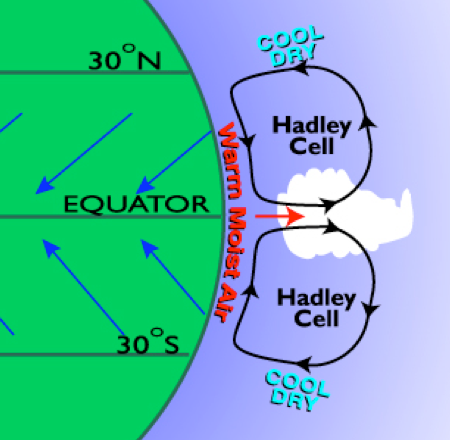 COOL
DRY
30°N
Hadley
Cell
Warm Moist Air
EQUATOR
Hadley
Cell
30°S
COOL
DRY